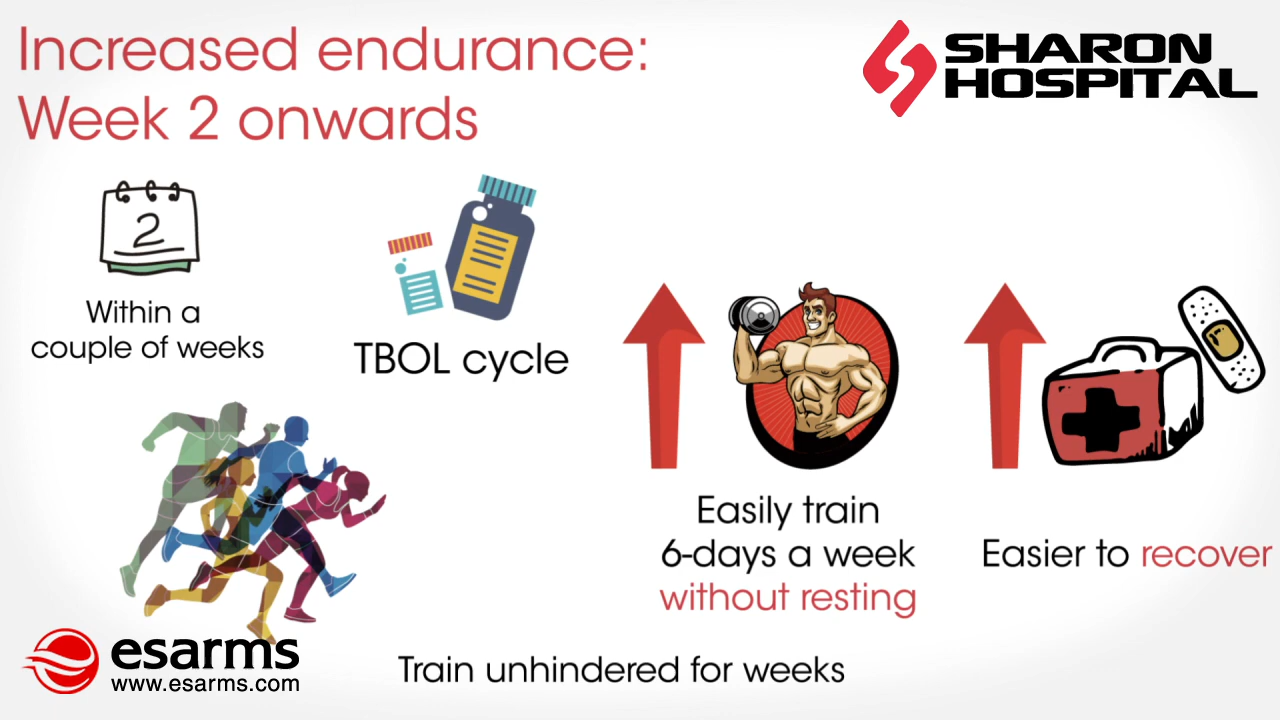 Increased endurance:
Week 2 onwards
SHARON
HOSPITAL
2
Within a
couple of weeks
TBOL cycle
Easily train
6-days a week
without resting
Easier to recover
esarms
www.esarms.com
Train unhindered for weeks